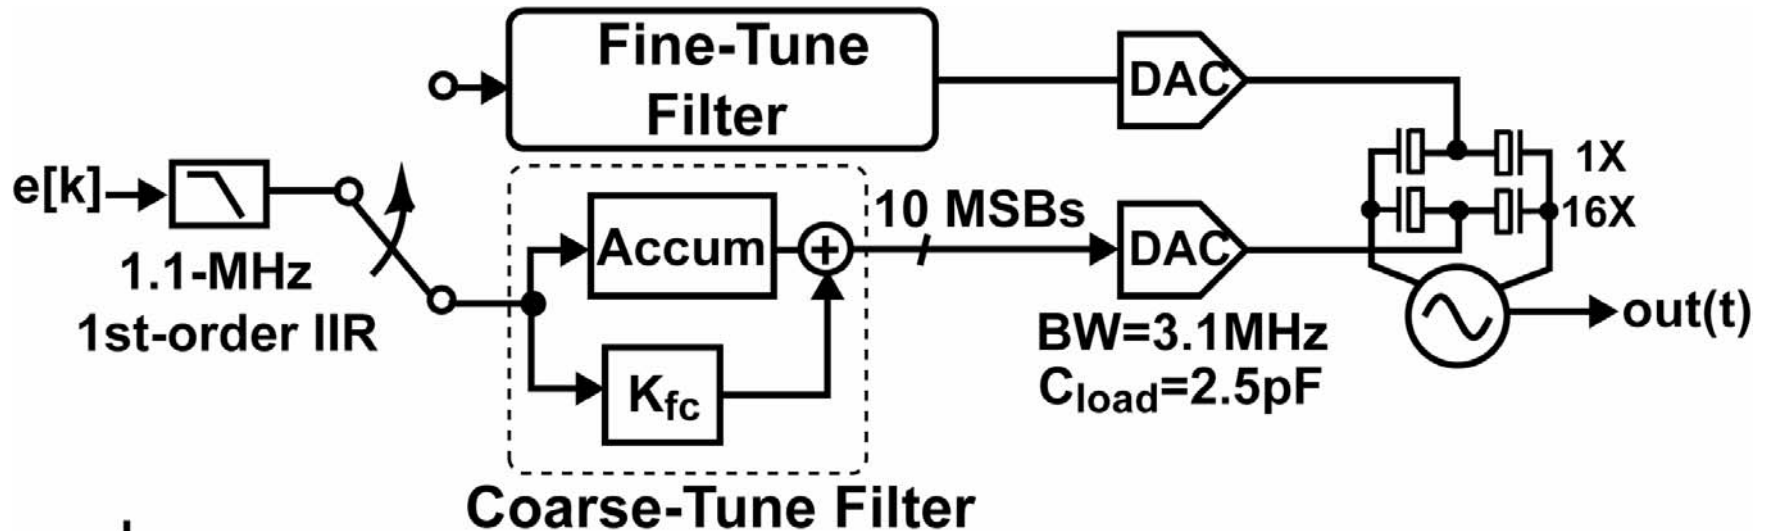 Fine-Tune
Filter
DAC
1X
e[k]
10 MSBs
16X
Accum
+
DAC
1.1-MHz
1st-order IIR
out(t)
BW=3.1MHz
Cload=2.5pF
Kfc
Coarse-Tune Filter